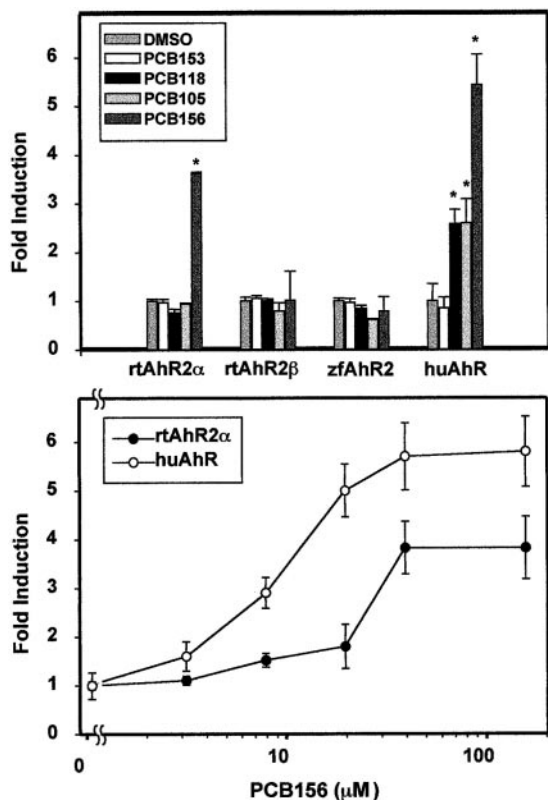 DMSO
PCB153
PCB118
PCB105
PCB156
Fold Induction
6
5
4
3
2
1
0
*
*
*
*
rtAhR2α rtAhR2β zfAhR2 huAhR
rtAhR2α
huAhR
Fold Induction
6
5
4
3
2
1
0
0 10 100
PCB156 (μM)